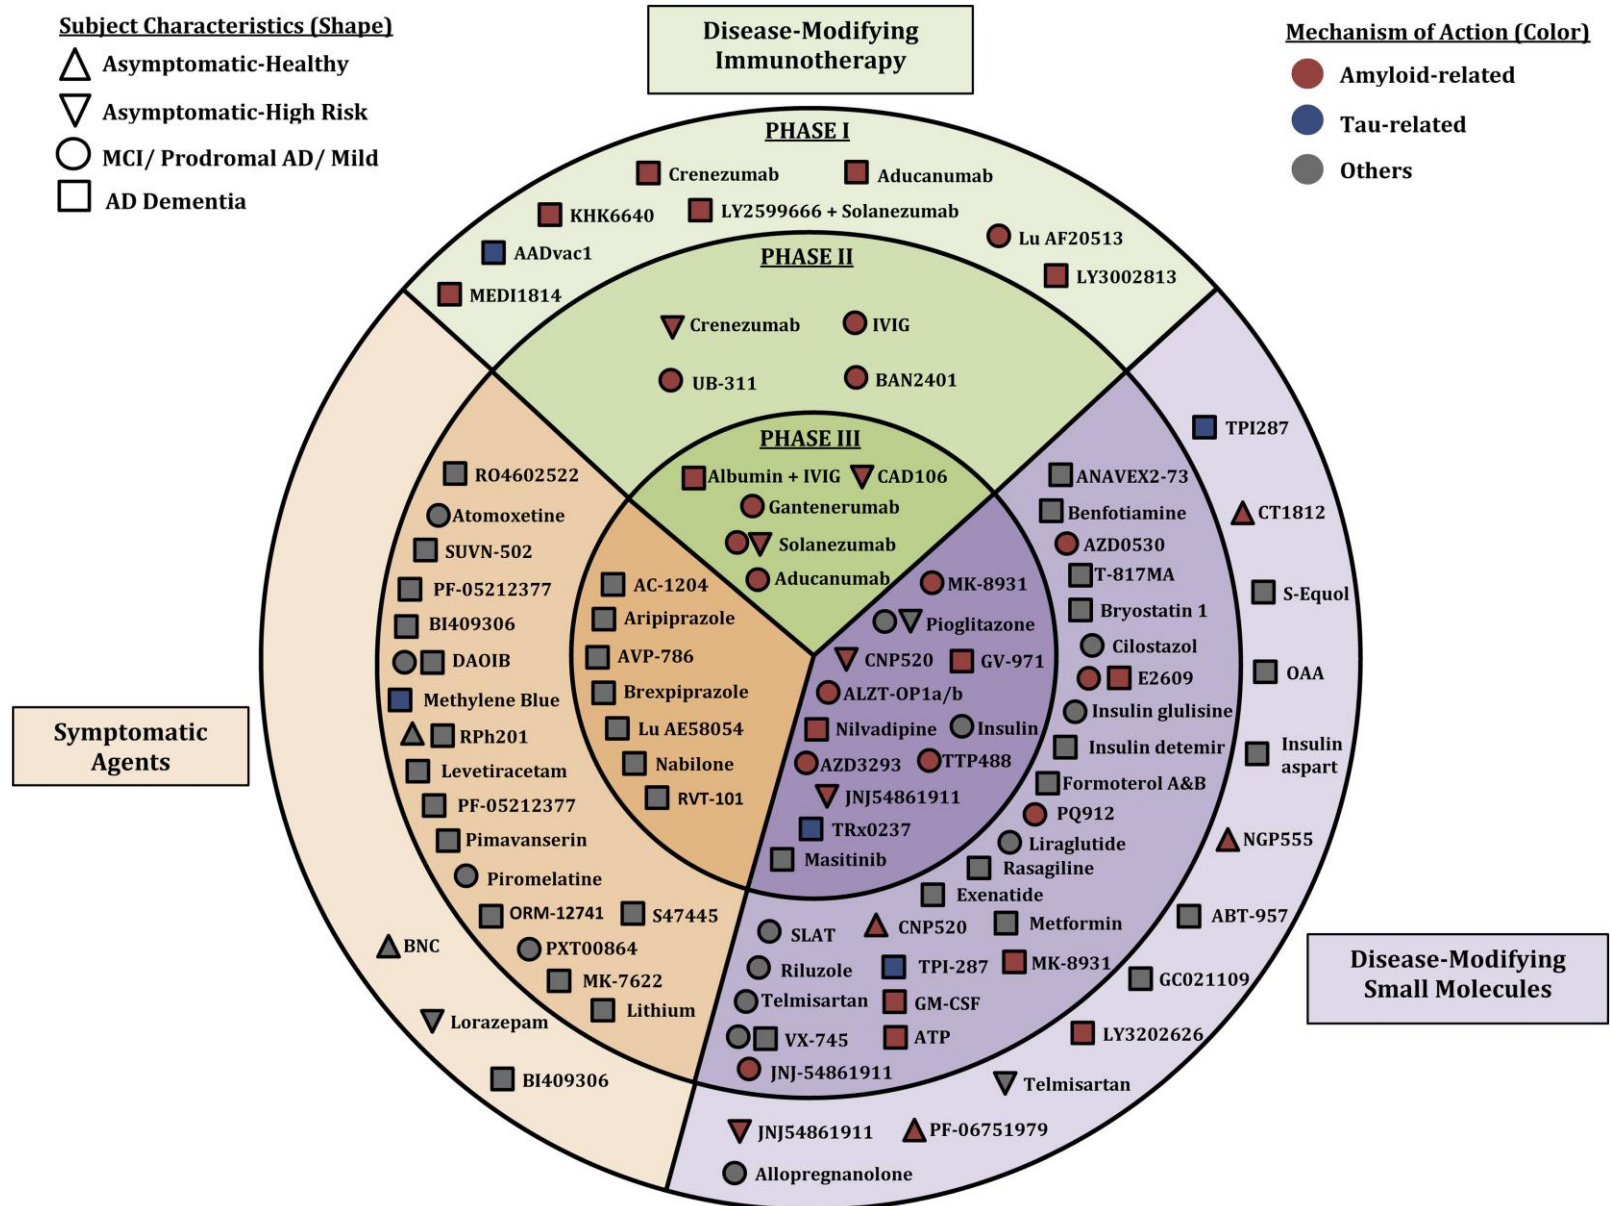 Subject Characteristics (Shape)
Asymptomatic-Healthy
Asymptomatic-High Risk
MCI/ Prodromal AD/ Mild
AD Dementia
Disease-Modifying
Immunotherapy
Mechanism of Action (Color)
Amyloid-related
Tau-related
Others
PHASE I
Crenezumab
Aducanumab
KHK6640
LY2599666 + Solanezumab
AADvac1
Lu AF20513
MEDI1814
LY3002813
PHASE II
Crenezumab
IVIG
UB-311
BAN2401
PHASE III
Albumin + IVIG
CAD106
Gantenerumab
Solanezumab
Aducanumab
Symptomatic
Agents
RO4602522
Atomoxetine
SUVN-502
PF-05212377
BI409306
DAOIB
Methylene Blue
RPh201
Levetiracetam
PF-05212377
Pimavanserin
Piromelatine
ORM-12741
S47445
PXT00864
MK-7622
Lithium
BNC
Lorazepam
BI409306
AC-1204
Aripiprazole
AVP-786
Brexpiprazole
Lu AE58054
Nabilone
RVT-101
MK-8931
Pioglitazone
CNP520
GV-971
ALZT-OP1a/b
Nilvadipine
Insulin
AZD3293
TTP488
JNJ54861911
TRx0237
Masitinib
ANAVEX2-73
Benfotiamine
AZD0530
T-817MA
Bryostatin 1
Cilostazol
E2609
Insulin glulisine
Insulin detemir
Formoterol A&B
PQ912
Liraglutide
Rasagiline
Exenatide
SLAT
CNP520
Metformin
Riluzole
TPI-287
MK-8931
Telmisartan
GM-CSF
VX-745
ATP
JNJ-54861911
TPI287
CT1812
S-Equol
OAA
Insulin
aspart
NGP555
ABT-957
GC021109
LY3202626
Telmisartan
JNJ54861911
PF-06751979
Allopregnanolone
Disease-Modifying
Small Molecules